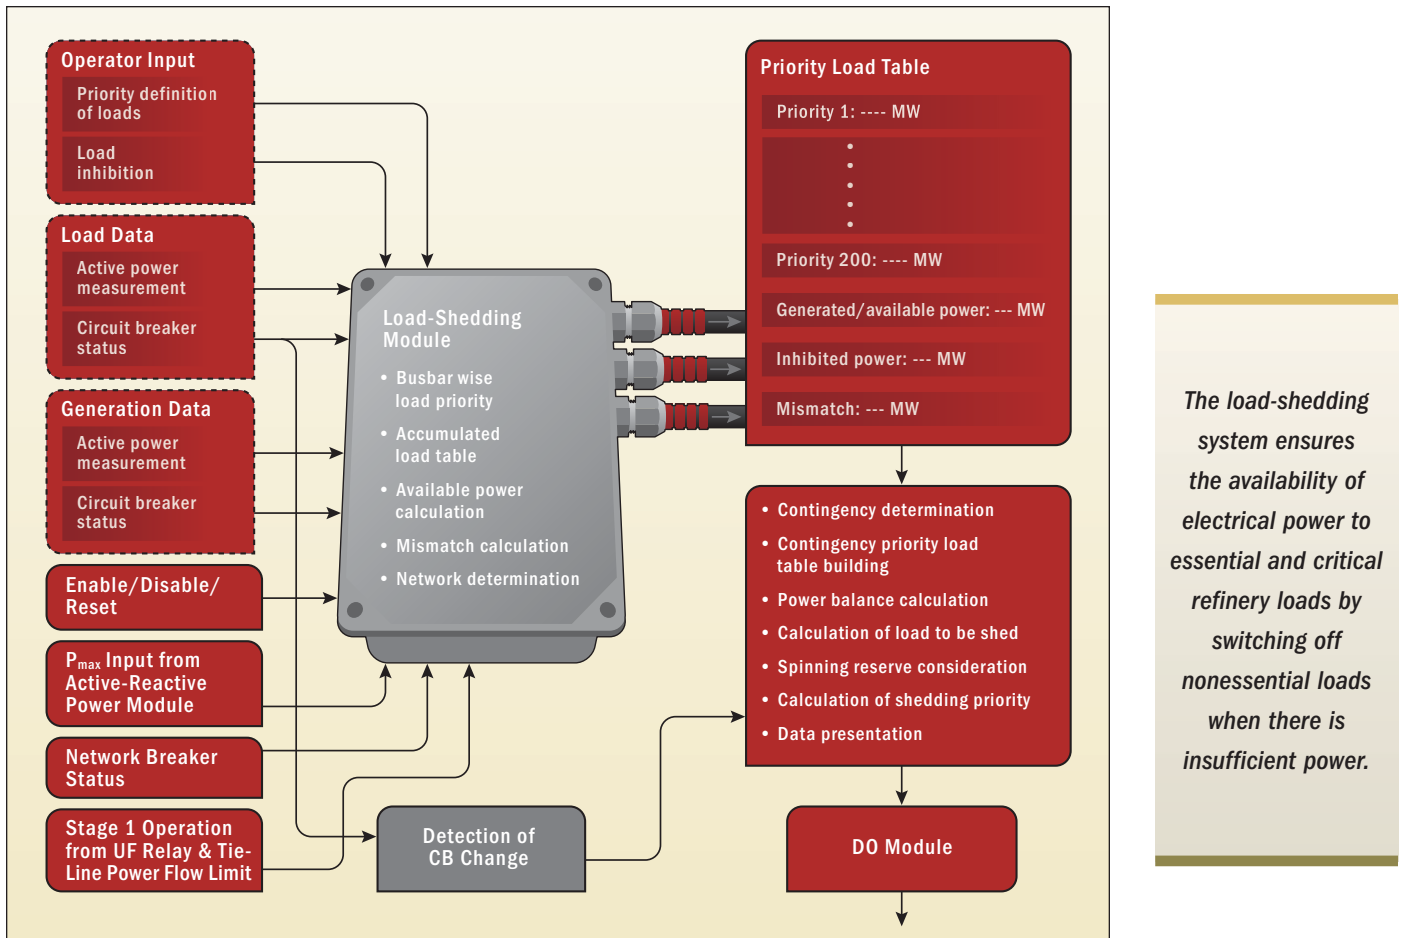 Operator Input
Priority definition
of loads
Load
inhibition
Load Data
Active power
measurement
Circuit breaker
status
Generation Data
Active power
measurement
Circuit breaker
status
Enable/Disable/
Reset
Pmax Input from
Active-Reactive
Power Module
Network Breaker
Status
Stage 1 Operation
from UF Relay & Tie-
Line Power Flow Limit
Load-Shedding
Module
• Busbar wise
load priority
• Accumulated
load table
• Available power
calculation
• Mismatch calculation
• Network determination
Detection of
CB Change
Priority Load Table
Priority 1: ---- MW
Priority 200: ---- MW
Generated/available power: --- MW
Inhibited power: --- MW
Mismatch: --- MW
• Contingency determination
• Contingency priority load
table building
• Power balance calculation
• Calculation of load to be shed
• Spinning reserve consideration
• Calculation of shedding priority
• Data presentation
DO Module
The load-shedding
system ensures
the availability of
electrical power to
essential and critical
refinery loads by
switching off
nonessential loads
when there is
insufficient power.